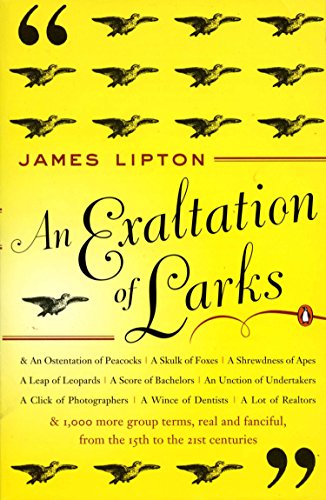 “
JAMES LIPTON
An Exaltation
of Larks
& An Ostentation of Peacocks | A Skulk of Foxes | A Shrewdness of Apes
A Leap of Leopards | A Score of Bachelors | An Unction of Undertakers
A Click of Photographers | A Wince of Dentists | A Lot of Realtors
& 1,000 more group terms, real and fanciful,
from the 15th to the 21st centuries
”